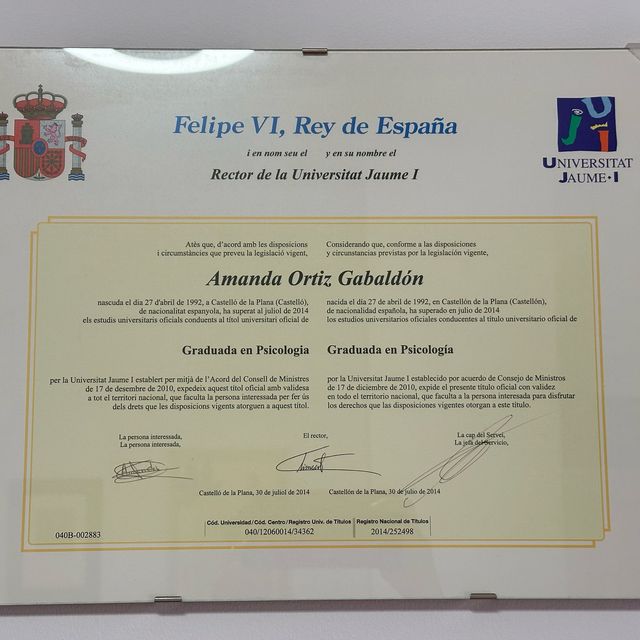 Felipe VI, Rey de España
i en nom seu el y en su nombre el
Rector de la Universitat Jaume I
UNIVERSITAT
JAUME·I
Atès que, d'acord amb les disposicions
i circumstàncies que preveu la legislació vigent,
Considerando que, conforme a las disposiciones
y circunstancias previstas por la legislación vigente,
Amanda Ortiz Gabaldón
nascuda el dia 27 d'abril de 1992, a Castelló de la Plana (Castelló),
de nacionalitat espanyola, ha superat al juliol de 2014
els estudis universitaris oficials conduents al títol universitari oficial de
nacida el día 27 de abril de 1992, en Castellón de la Plana (Castellón),
de nacionalidad española, ha superado en julio de 2014
los estudios universitarios oficiales conducentes al título universitario oficial de
Graduada en Psicologia
Graduada en Psicología
per la Universitat Jaume I establert per mitjà de l'Acord del Consell de Ministres
de 17 de desembre de 2010, expedeix aquest títol oficial amb validesa
a tot el territori nacional, que faculta la persona interessada per fer ús
dels drets que les disposicions vigents atorguen a aquest títol.
por la Universitat Jaume I establecido por acuerdo de Consejo de Ministros
de 17 de diciembre de 2010, expide el presente título oficial con validez
en todo el territorio nacional, que faculta a la persona interesada para disfrutar
los derechos que las disposiciones vigentes otorgan a este título.
La persona interessada,
La persona interesada,
El rector,
La cap del Servei,
La jefa del Servicio,
Castelló de la Plana, 30 de juliol de 2014
Castellón de la Plana, 30 de julio de 2014
040B-002883
Cód. Universidad/Cód. Centro/Registro Univ. de Títulos
040/12060014/34362
Registro Nacional de Títulos
2014/252498